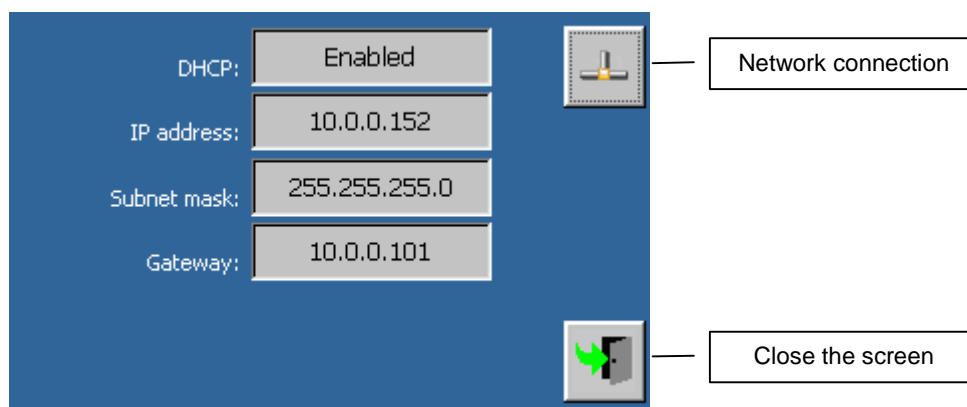 DHCP: Enabled
Network connection
IP address: 10.0.0.152
Subnet mask: 255.255.255.0
Gateway: 10.0.0.101
Close the screen